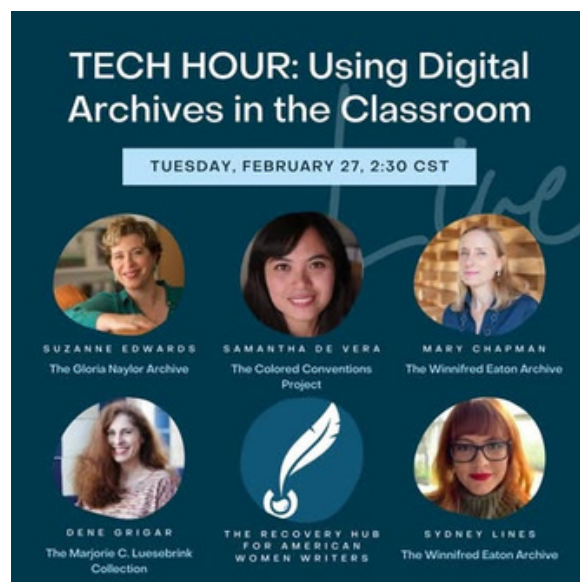 TECH HOUR: Using Digital
Archives in the Classroom
Live
TUESDAY, FEBRUARY 27, 2:30 CST
SUZANNE EDWARDS
The Gloria Naylor Archive
SAMANTHA DE VERA
The Colored Conventions
Project
MARY CHAPMAN
The Winnifred Eaton Archive
DENE GRIGAR
The Marjorie C. Luesebrink
Collection
THE RECOVERY HUB
FOR AMERICAN
WOMEN WRITERS
SYDNEY LINES
The Winnifred Eaton Archive